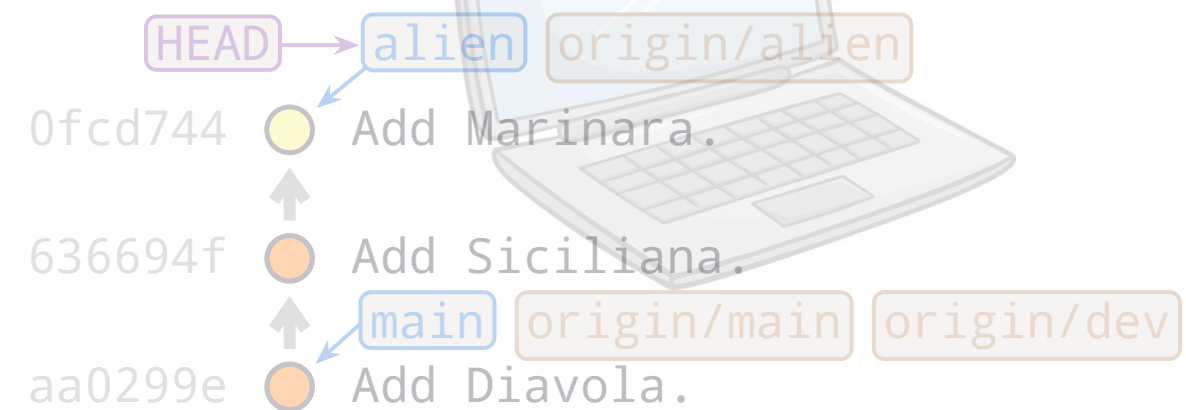 HEAD alien origin/alien
0fcd744 Add Marinara.
636694f Add Siciliana.
main origin/main origin/dev
aa0299e Add Diavola.